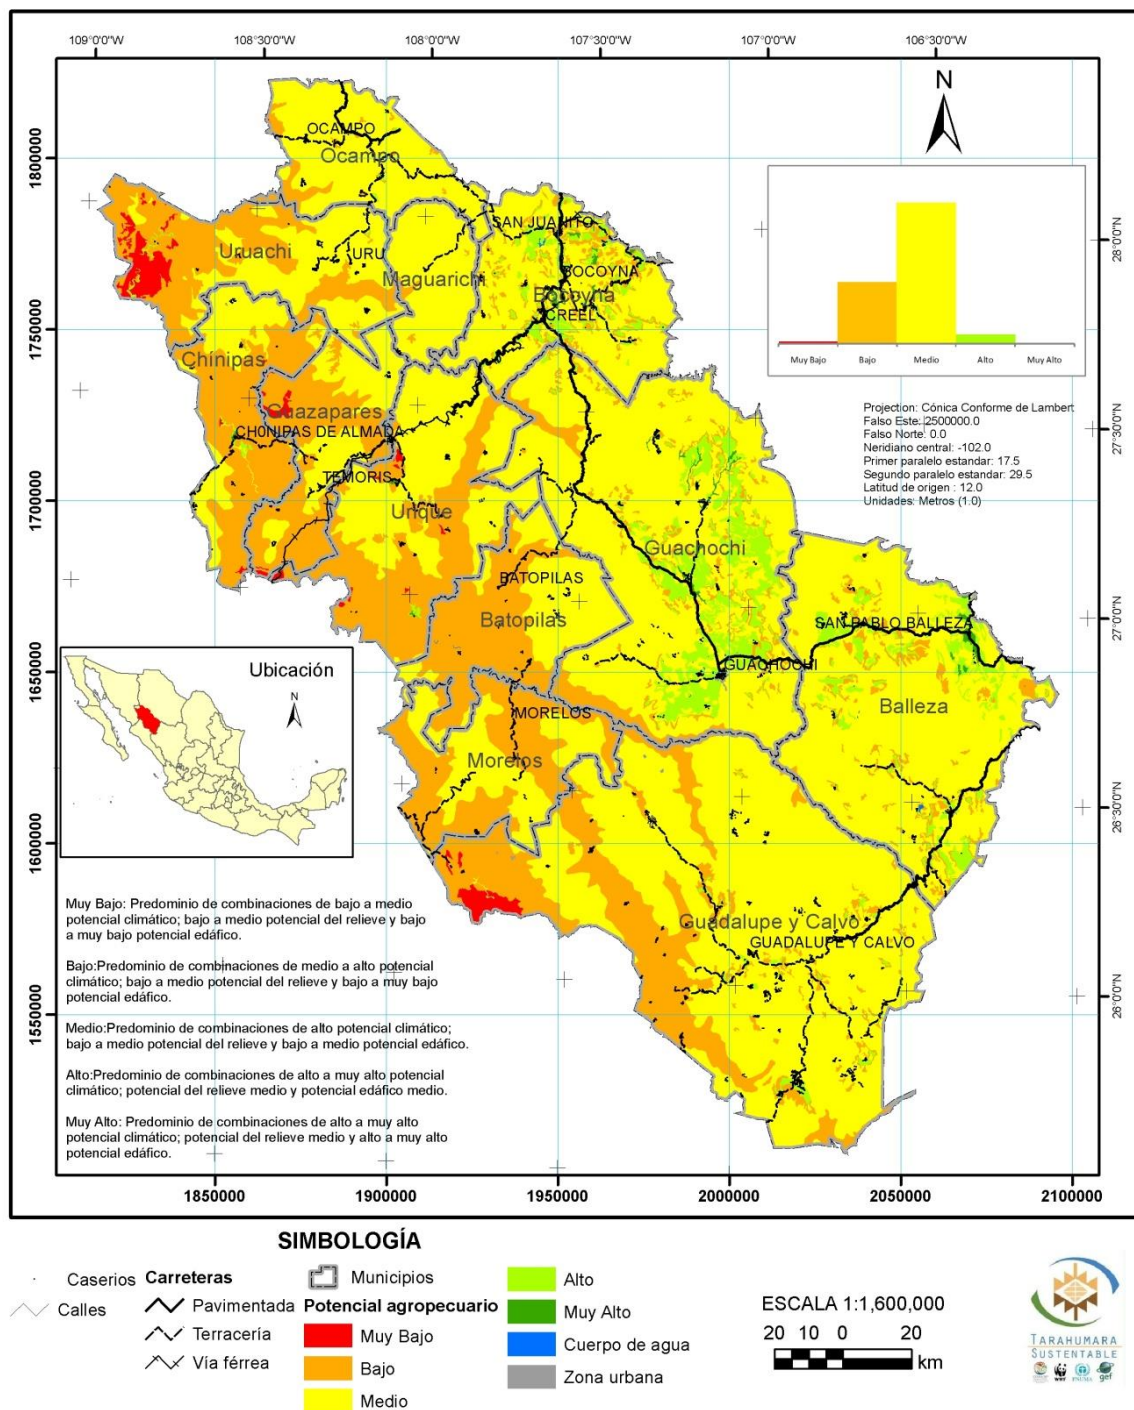 109°0'0"W
108°30'0"W
108°0'0"W
107°30'0"W
107°0'0"W
106°30'0"W
N
OCAMPO
Ocampo
SAN JUANITO
Uruachi
URU
Maguarichi
BOCOYNA
Bocoyna
CREEL
Chínipas
Guazapares
CH0NIPAS DE ALMADA
TEMORIS
Urique
Guachochi
BATOPILAS
Batopilas
SAN PABLO BALLEZA
GUACHOCHI
MORELOS
Balleza
Morelos
Guadalupe y Calvo
GUADALUPE Y CALVO
Muy Bajo
Bajo
Medio
Alto
Muy Alto
Projection: Cónica Conforme de Lambert
Falso Este: 2500000.0
Falso Norte: 0.0
Neridiano central: -102.0
Primer paralelo estandar: 17.5
Segundo paralelo estandar: 29.5
Latitud de origen : 12.0
Unidades: Metros (1.0)
1800000
1750000
1700000
1650000
1600000
1550000
28°0'0"N
27°30'0"N
27°0'0"N
26°30'0"N
26°0'0"N
Ubicación
N
Muy Bajo: Predominio de combinaciones de bajo a medio
potencial climático; bajo a medio potencial del relieve y bajo
a muy bajo potencial edáfico.
Bajo:Predominio de combinaciones de medio a alto potencial
climático; bajo a medio potencial del relieve y bajo a muy bajo
potencial edáfico.
Medio:Predominio de combinaciones de alto potencial climático;
bajo a medio potencial del relieve y bajo a medio potencial edáfico.
Alto:Predominio de combinaciones de alto a muy alto potencial
climático; potencial del relieve medio y potencial edáfico medio.
Muy Alto: Predominio de combinaciones de alto a muy alto
potencial climático; potencial del relieve medio y alto a muy alto
potencial edáfico.
1850000
1900000
1950000
2000000
2050000
2100000
SIMBOLOGÍA
Caserios
Calles
Carreteras
Pavimentada
Terracería
Vía férrea
Municipios
Potencial agropecuario
Muy Bajo
Bajo
Medio
Alto
Muy Alto
Cuerpo de agua
Zona urbana
ESCALA 1:1,600,000
20 10 0 20
km
TARAHUMARA
SUSTENTABLE
WWF
PNUMA
gef